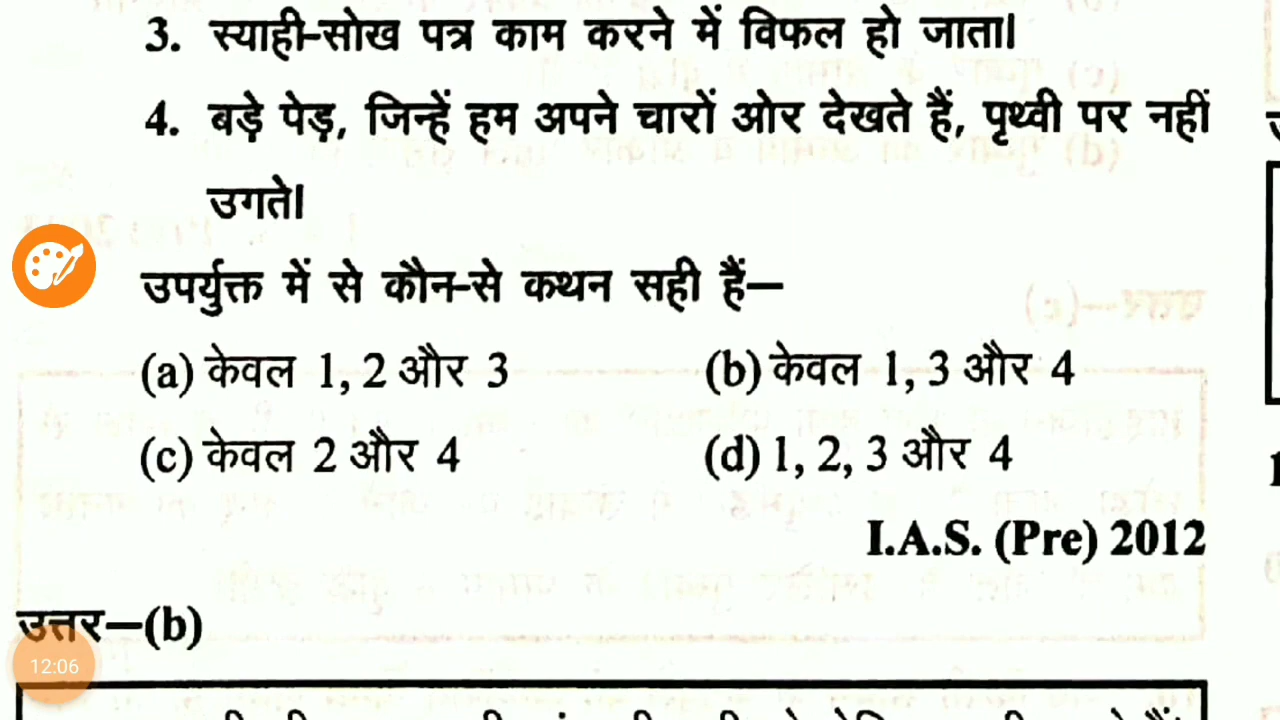 3. स्याही-सोख पत्र काम करने में विफल हो जाता।
4. बड़े पेड़, जिन्हें हम अपने चारों ओर देखते हैं, पृथ्वी पर नहीं
उगते।
उपर्युक्त में से कौन-से कथन सही हैं—
(a) केवल 1, 2 और 3 (b) केवल 1, 3 और 4
(c) केवल 2 और 4 (d) 1, 2, 3 और 4
I.A.S. (Pre) 2012
उत्तर—(b)
12:06